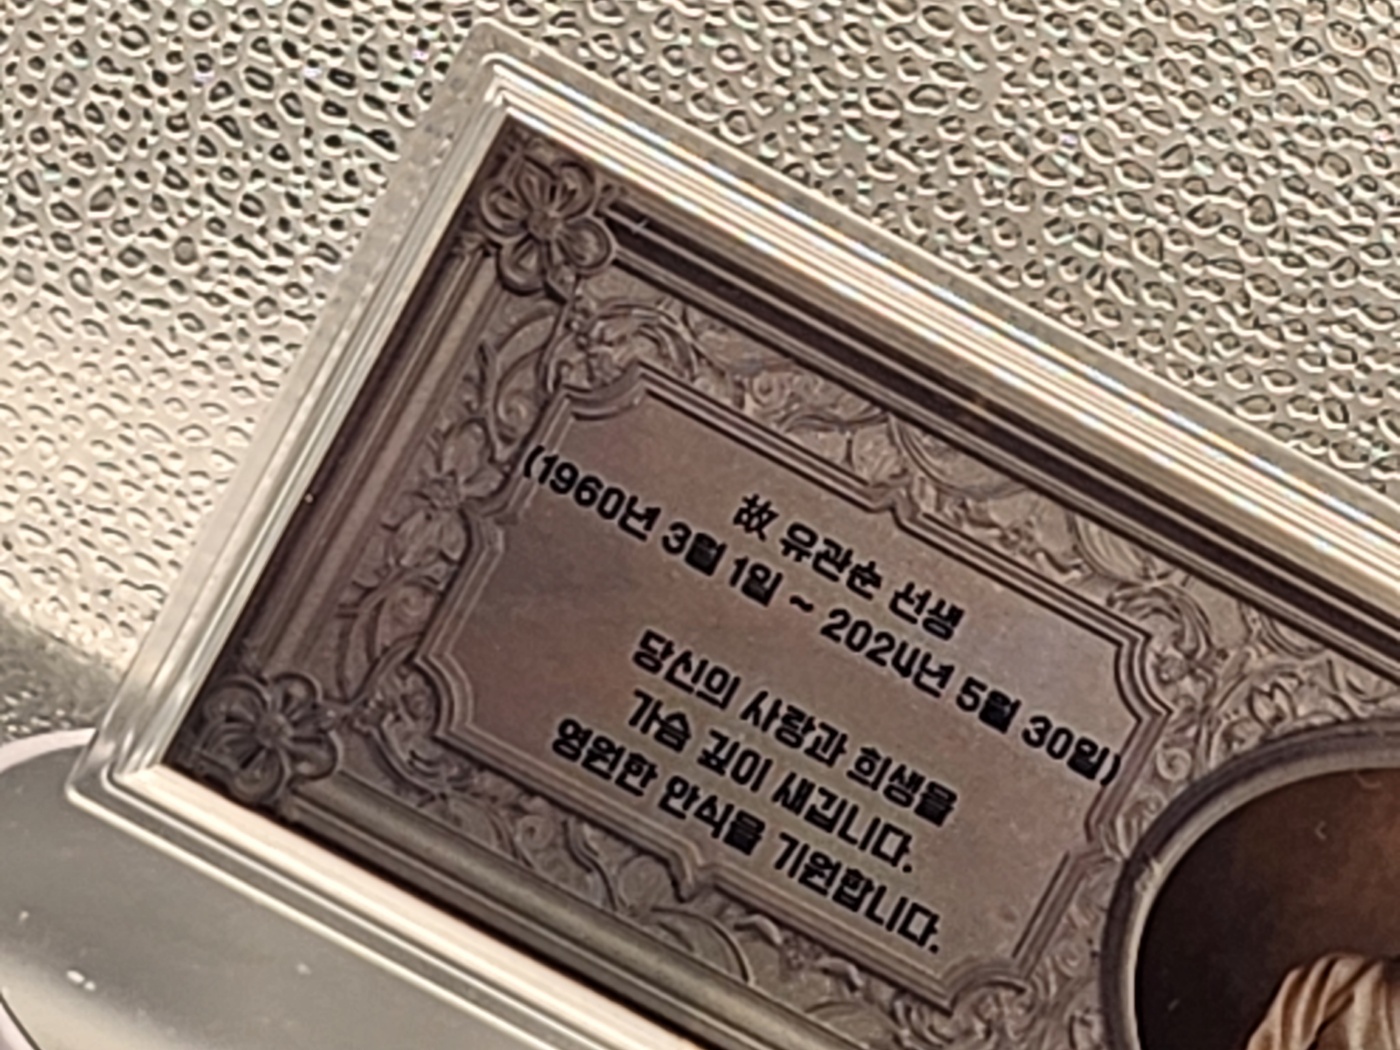 故 유관순 선생
(1960년 3월 1일 ~ 2024년 5월 30일)
당신의 사랑과 희생을
가슴 깊이 새깁니다.
영원한 안식을 기원합니다.